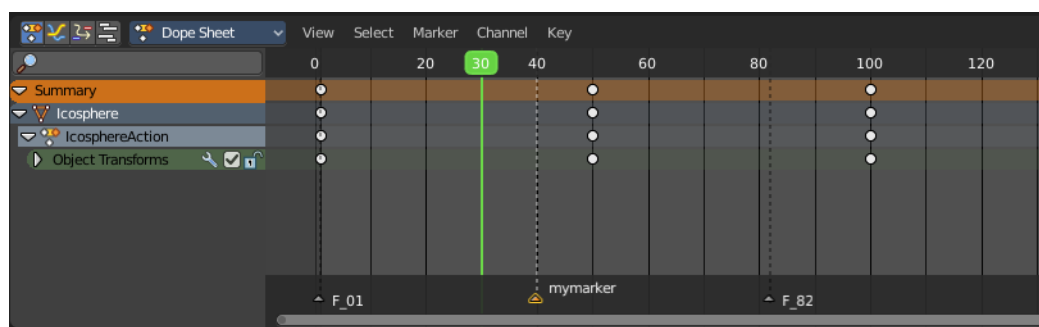 Dope Sheet View Select Marker Channel Key
0 20 30 40 60 80 100 120
Summary
Icosphere
IcosphereAction
Object Transforms
mymarker
F_01 F_82